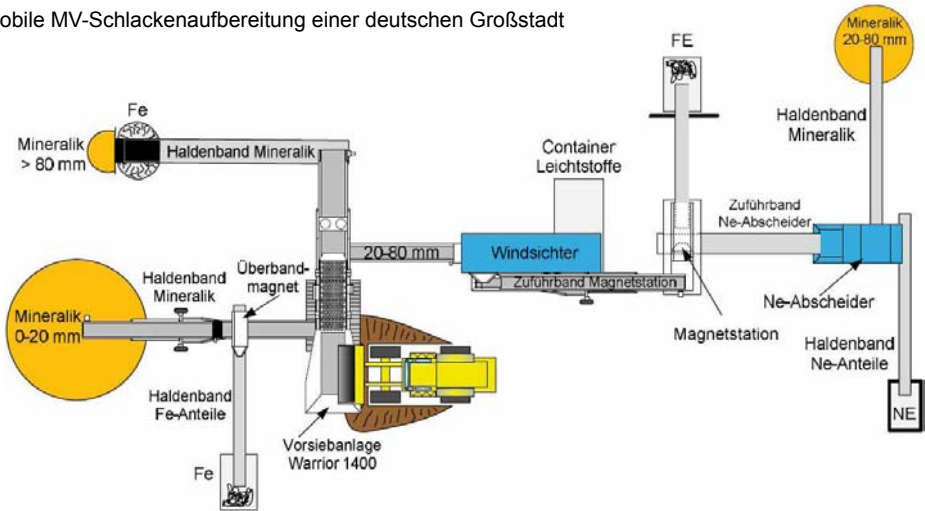 obile MV-Schlackenaufbereitung einer deutschen Großstadt
Fe
Mineralik
> 80 mm
Haldenband Mineralik
Container
Leichtstoffe
FE
Mineralik
20-80 mm
Haldenband
Mineralik
Zuführband
Ne-Abscheider
20-80 mm
Windsichter
Zuführband Magnetstation
Ne-Abscheider
Magnetstation
Haldenband
Ne-Anteile
NE
Haldenband
Mineralik
Überband-
magnet
Mineralik
0-20 mm
Haldenband
Fe-Anteile
Vorsiebanlage
Warrior 1400
Fe